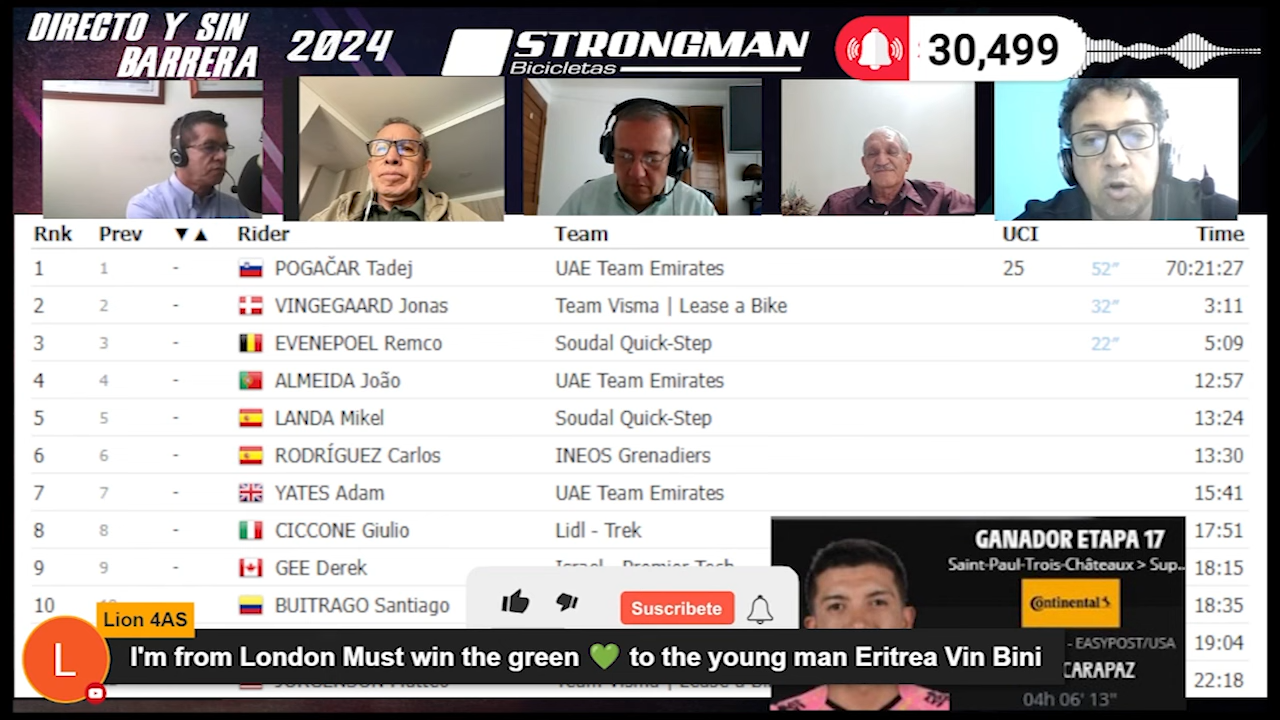 DIRECTO Y SIN
BARRERA
2024
STRONGMAN
Bicicletas
30,499
Rnk Prev ▼▲ Rider Team UCI Time
1 1 - POGAČAR Tadej UAE Team Emirates 25 52″ 70:21:27
2 2 - VINGEGAARD Jonas Team Visma | Lease a Bike 32″ 3:11
3 3 - EVENEPOEL Remco Soudal Quick-Step 22″ 5:09
4 4 - ALMEIDA João UAE Team Emirates 12:57
5 5 - LANDA Mikel Soudal Quick-Step 13:24
6 6 - RODRÍGUEZ Carlos INEOS Grenadiers 13:30
7 7 - YATES Adam UAE Team Emirates 15:41
8 8 - CICCONE Giulio Lidl - Trek 17:51
9 9 - GEE Derek Israel - Premier Tech 18:15
10 BUITRAGO Santiago 18:35
19:04
Team Visma | Lease a 22:18
GANADOR ETAPA 17
Saint-Paul-Trois-Châteaux > Sup..
Continental
- EASYPOST/USA
CARAPAZ
04h 06' 13"
Suscribete
Lion 4AS
L
I'm from London Must win the green 💚 to the young man Eritrea Vin Bini